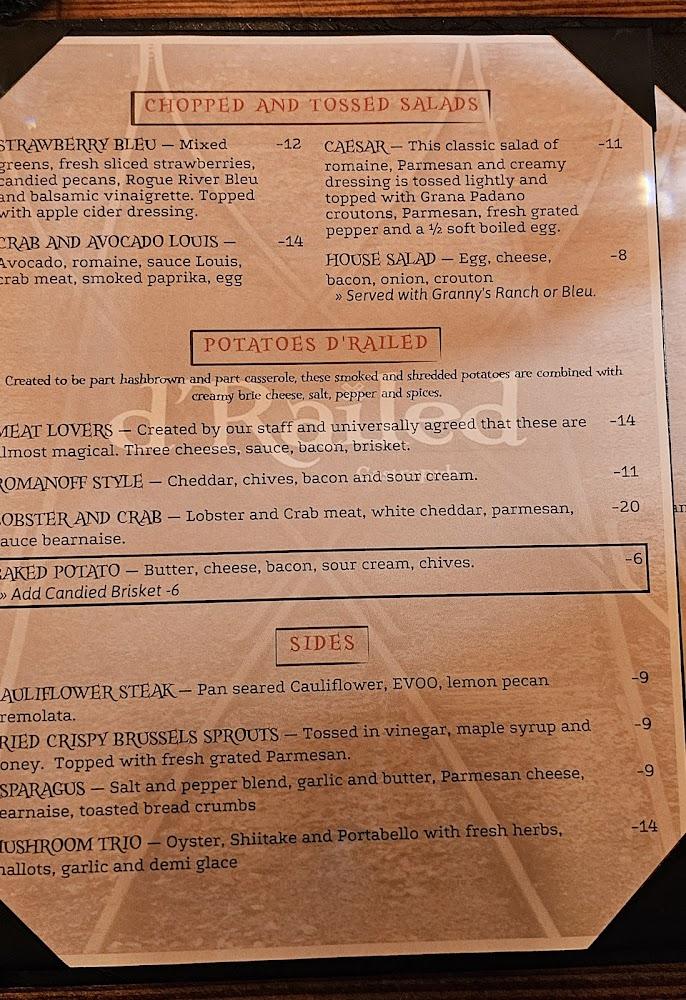 CHOPPED AND TOSSED SALADS
STRAWBERRY BLEU — Mixed -12
greens, fresh sliced strawberries,
candied pecans, Rogue River Bleu
and balsamic vinaigrette. Topped
with apple cider dressing.
CRAB AND AVOCADO LOUIS — -14
Avocado, romaine, sauce Louis,
crab meat, smoked paprika, egg
CAESAR — This classic salad of -11
romaine, Parmesan and creamy
dressing is tossed lightly and
topped with Grana Padano
croutons, Parmesan, fresh grated
pepper and a ½ soft boiled egg.
HOUSE SALAD — Egg, cheese, -8
bacon, onion, crouton
» Served with Granny's Ranch or Bleu.
POTATOES D'RAILED
Created to be part hashbrown and part casserole, these smoked and shredded potatoes are combined with
creamy brie cheese, salt, pepper and spices.
d'Railed
MEAT LOVERS — Created by our staff and universally agreed that these are -14
lmost magical. Three cheeses, sauce, bacon, brisket.
ROMANOFF STYLE — Cheddar, chives, bacon and sour cream. -11
LOBSTER AND CRAB — Lobster and Crab meat, white cheddar, parmesan, -20
auce bearnaise.
BAKED POTATO — Butter, cheese, bacon, sour cream, chives. -6
» Add Candied Brisket -6
SIDES
AULIFLOWER STEAK — Pan seared Cauliflower, EVOO, lemon pecan -9
remolata.
RIED CRISPY BRUSSELS SPROUTS — Tossed in vinegar, maple syrup and -9
oney. Topped with fresh grated Parmesan.
SPARAGUS — Salt and pepper blend, garlic and butter, Parmesan cheese, -9
earnaise, toasted bread crumbs
MUSHROOM TRIO — Oyster, Shiitake and Portabello with fresh herbs, -14
hallots, garlic and demi glace